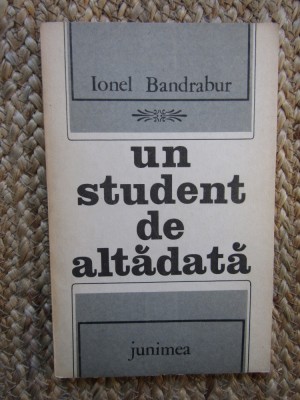 Ionel Bandrabur
un
student
de
altădată
junimea